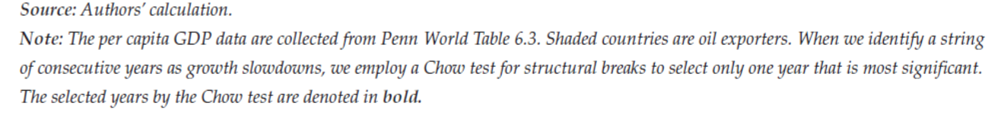 Source: Authors’ calculation.
Note: The per capita GDP data are collected from Penn World Table 6.3. Shaded countries are oil exporters. When we identify a string
of consecutive years as growth slowdowns, we employ a Chow test for structural breaks to select only one year that is most significant.
The selected years by the Chow test are denoted in bold.